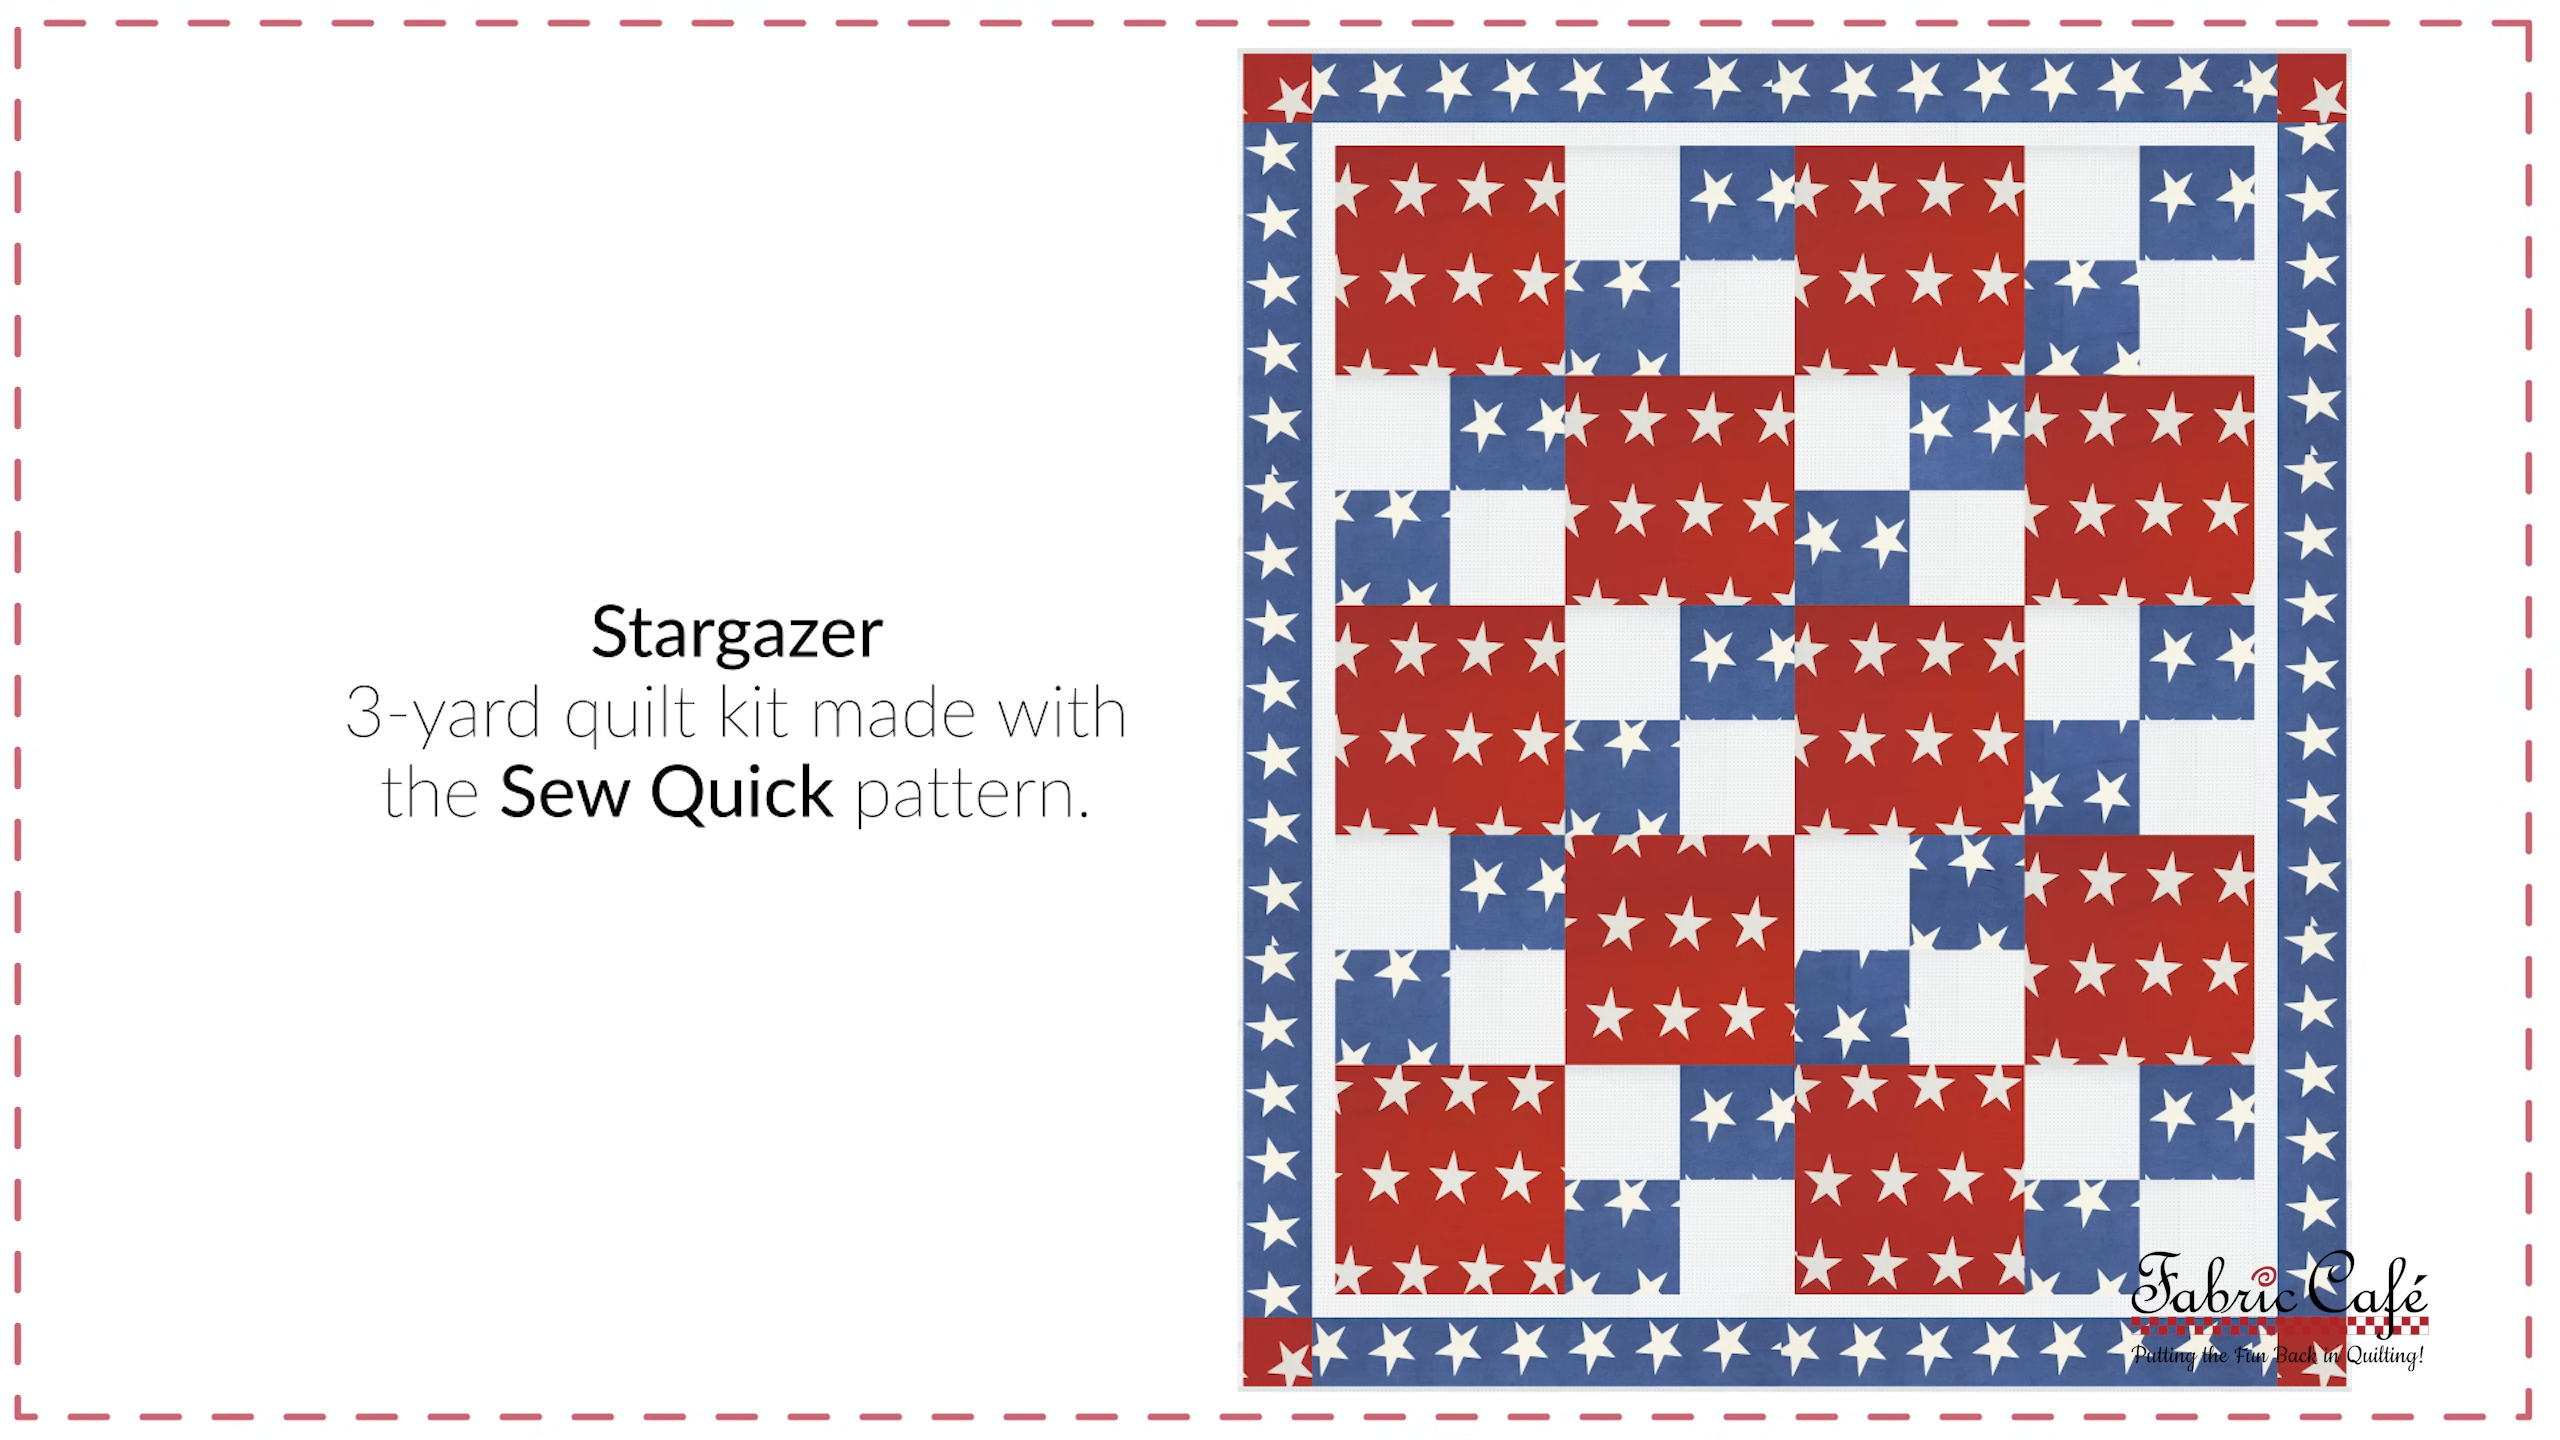 Stargazer
3-yard quilt kit made with
the Sew Quick pattern.
Fabric Café
Putting the Fun Back in Quilting!